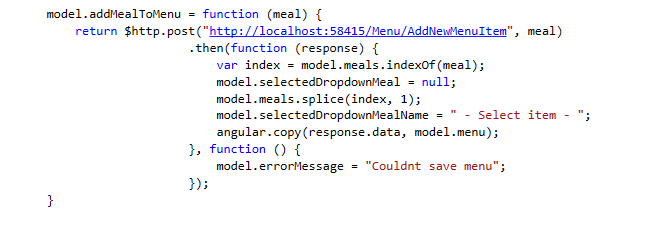 model.addMealToMenu = function (meal) {
return $http.post("http://localhost:58415/Menu/AddNewMenuItem", meal)
.then(function (response) {
var index = model.meals.indexOf(meal);
model.selectedDropdownMeal = null;
model.meals.splice(index, 1);
model.selectedDropdownMealName = " - Select item - ";
angular.copy(response.data, model.menu);
}, function () {
model.errorMessage = "Couldnt save menu";
});
}